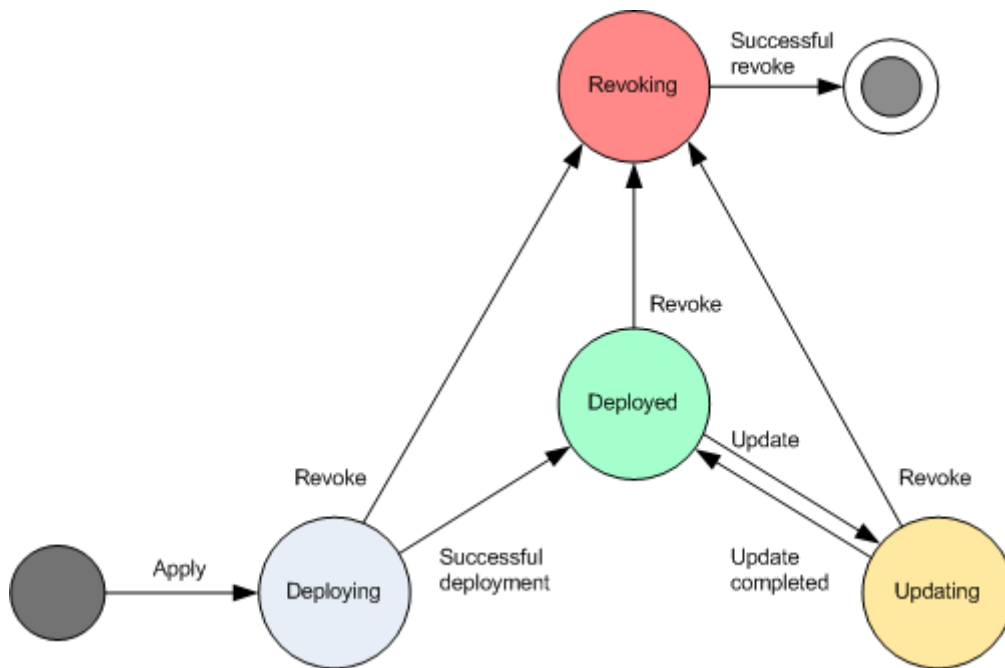 Successful
revoke
Revoking
Revoke
Deployed
Update
Revoke
Revoke
Apply
Successful
deployment
Update
completed
Deploying
Updating